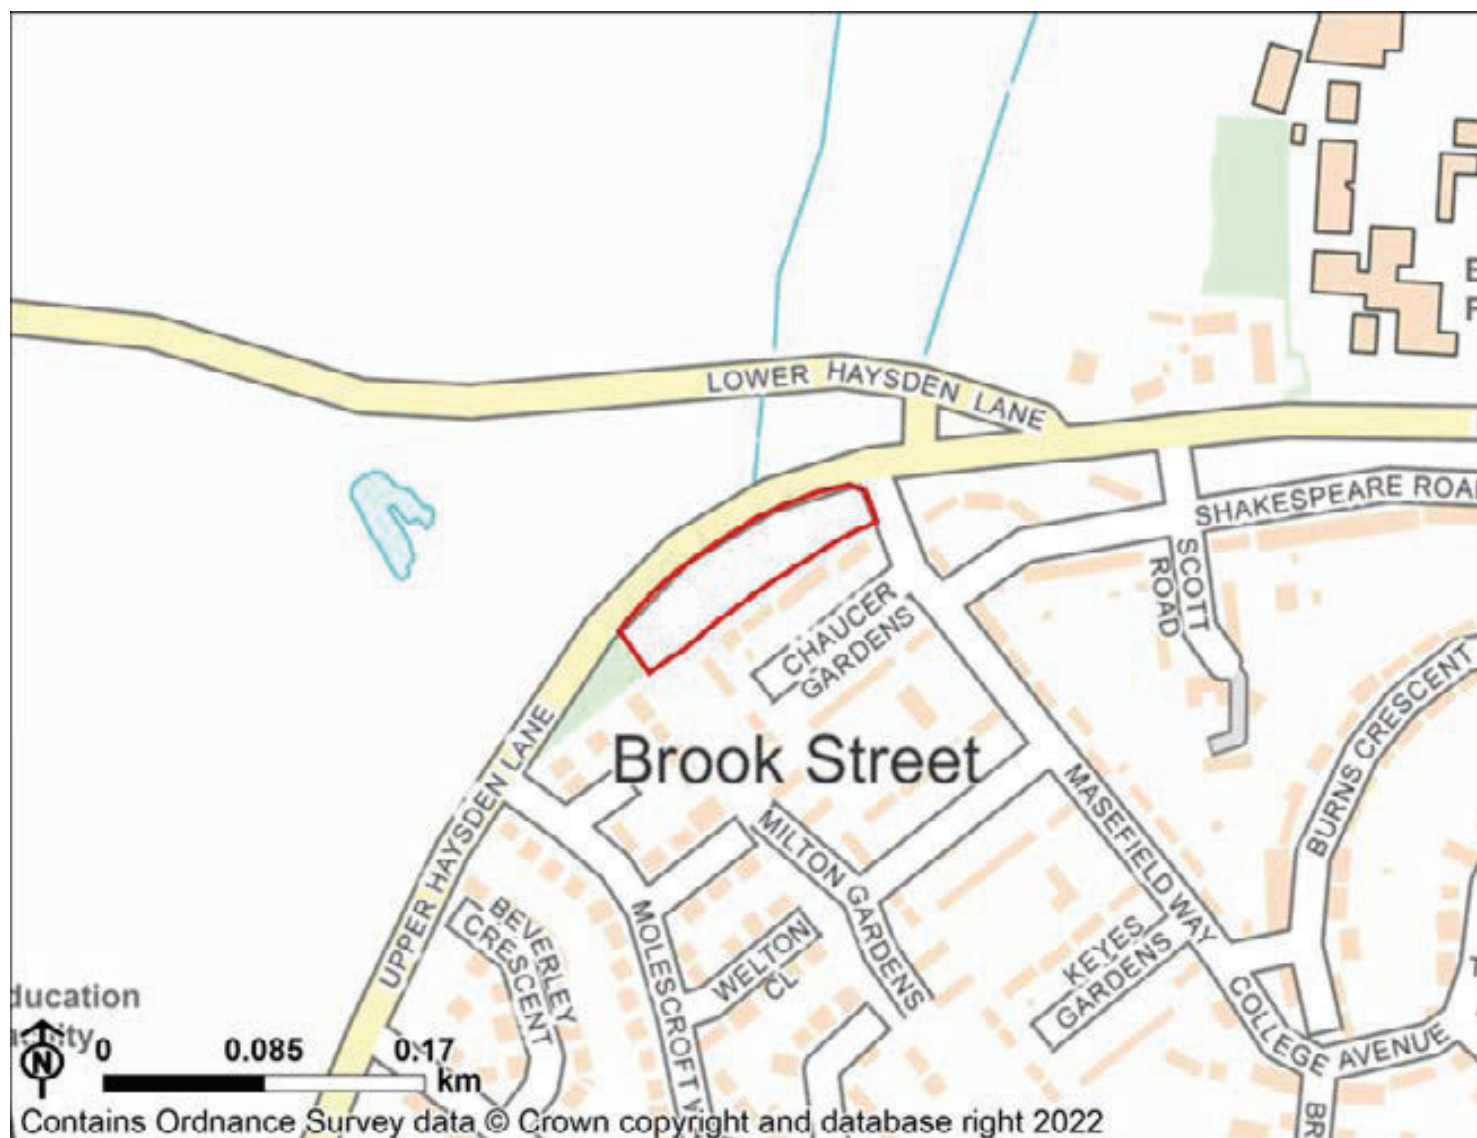 LOWER HAYSDEN LANE
SHAKESPEARE ROAD
SCOTT
ROAD
CHAUCER
GARDENS
Brook Street
BURNS CRESCENT
UPPER HAYSDEN LANE
MILTON GARDENS
MASEFIELD WAY
BEVERLEY
CRESCENT
MOLESCROFT
WELTON
CL
KEYES
GARDENS
COLLEGE AVENUE
BR
ducation
N
0 0.085 0.17
km
Contains Ordnance Survey data © Crown copyright and database right 2022